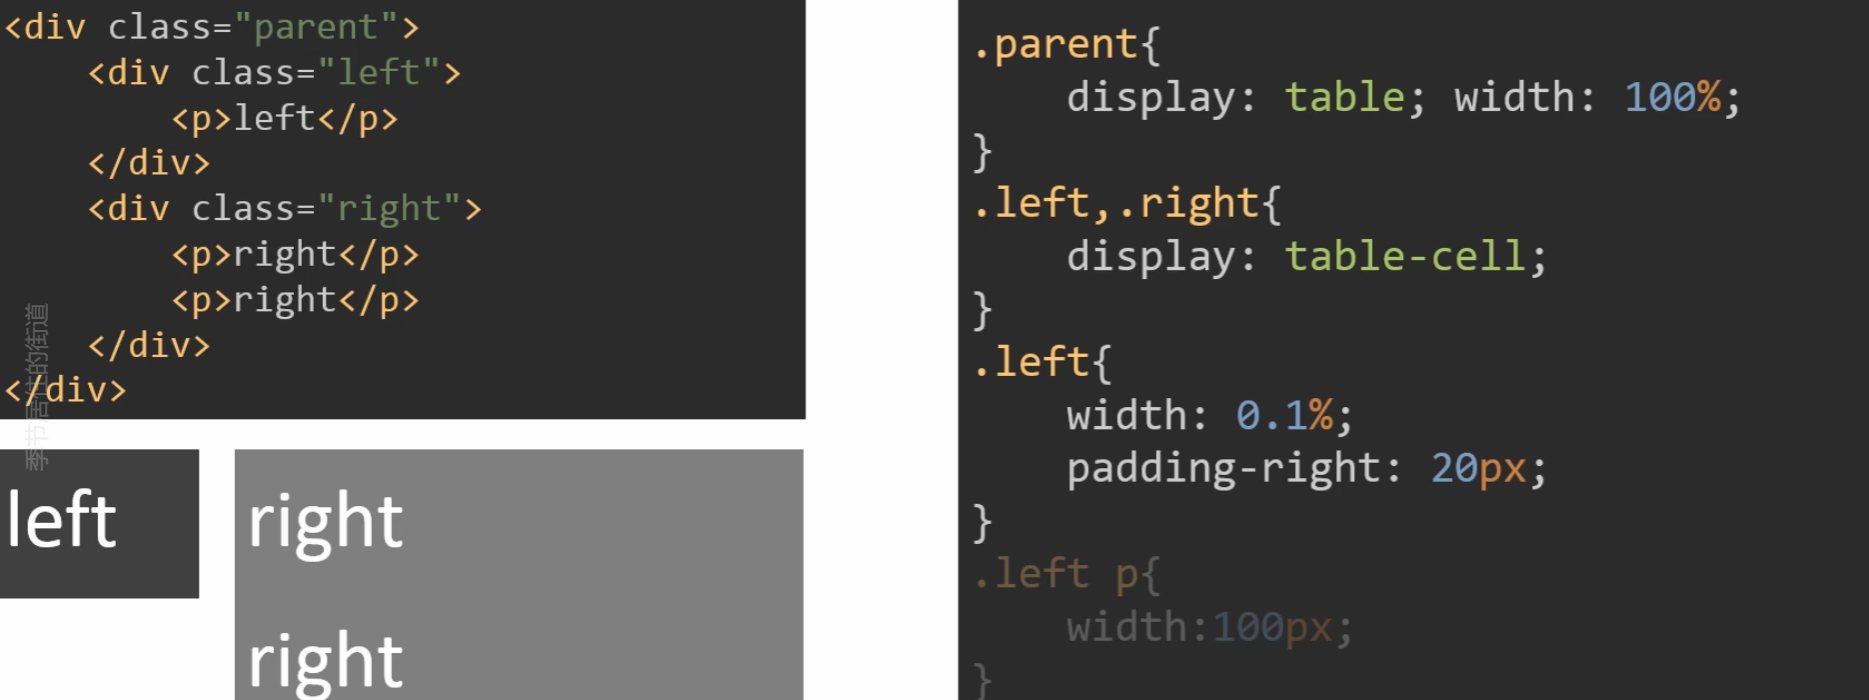 <div class="parent">
    <div class="left">
        <p>left</p>
    </div>
    <div class="right">
        <p>right</p>
        <p>right</p>
    </div>
</div>
left
right
right
.parent{
    display: table; width: 100%;
}
.left,.right{
    display: table-cell;
}
.left{
    width: 0.1%;
    padding-right: 20px;
}
.left p{
    width:100px;
}
季节居住的街道